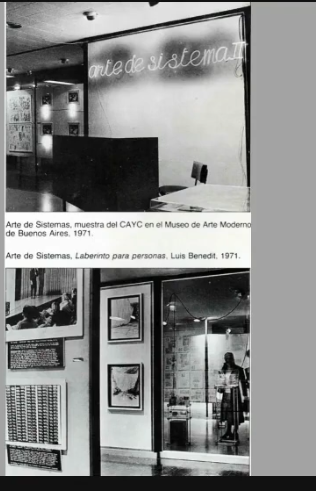 arte de sistemas II
Arte de Sistemas, muestra del CAYC en el Museo de Arte Moderno
de Buenos Aires. 1971.
Arte de Sistemas, Laberinto para personas. Luis Benedit, 1971.